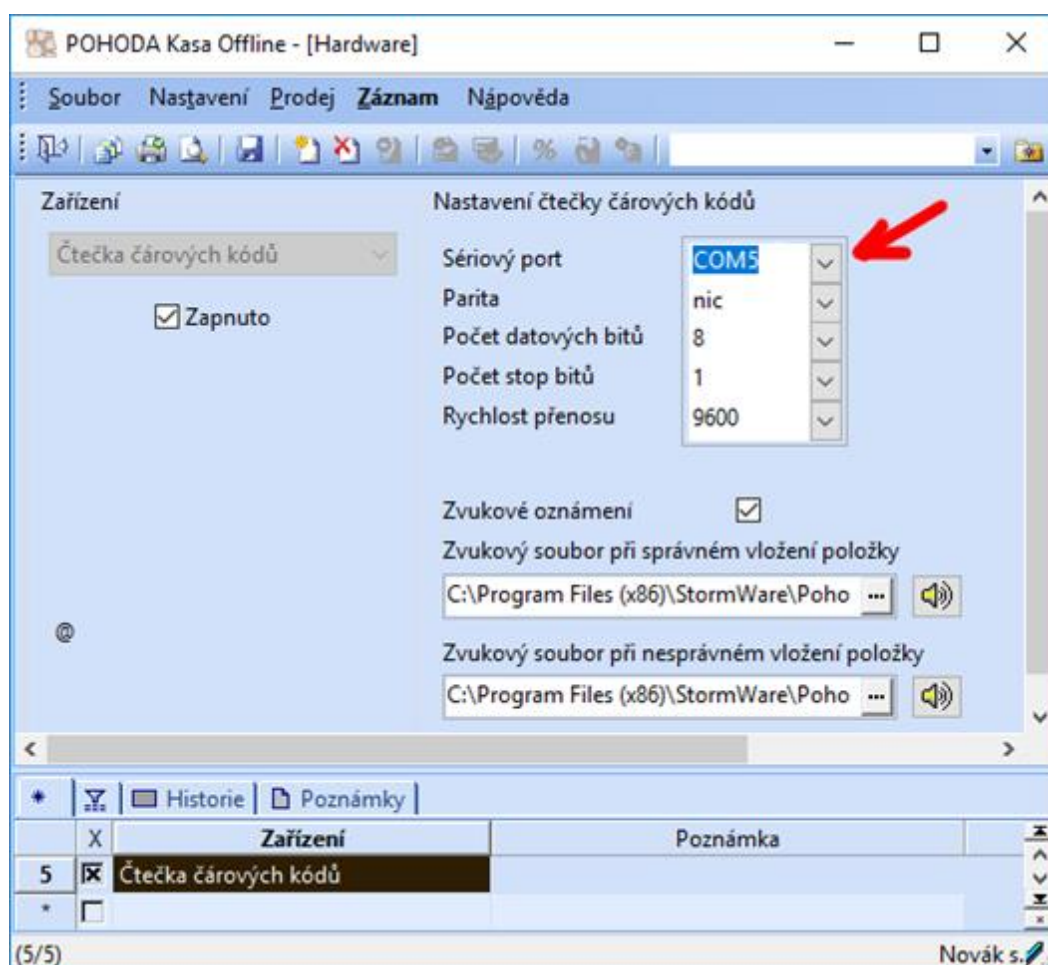 POHODA Kasa Offline - [Hardware]
Soubor Nastavení Prodej Záznam Nápověda
Zařízení
Čtečka čárových kódů
Zapnuto
@
Nastavení čtečky čárových kódů
Sériový port COM5
Parita nic
Počet datových bitů 8
Počet stop bitů 1
Rychlost přenosu 9600
Zvukové oznámení
Zvukový soubor při správném vložení položky
C:\Program Files (x86)\StormWare\Poho ...
Zvukový soubor při nesprávném vložení položky
C:\Program Files (x86)\StormWare\Poho ...
* Historie Poznámky
X Zařízení Poznámka
5 Čtečka čárových kódů
*
(5/5) Novák s.